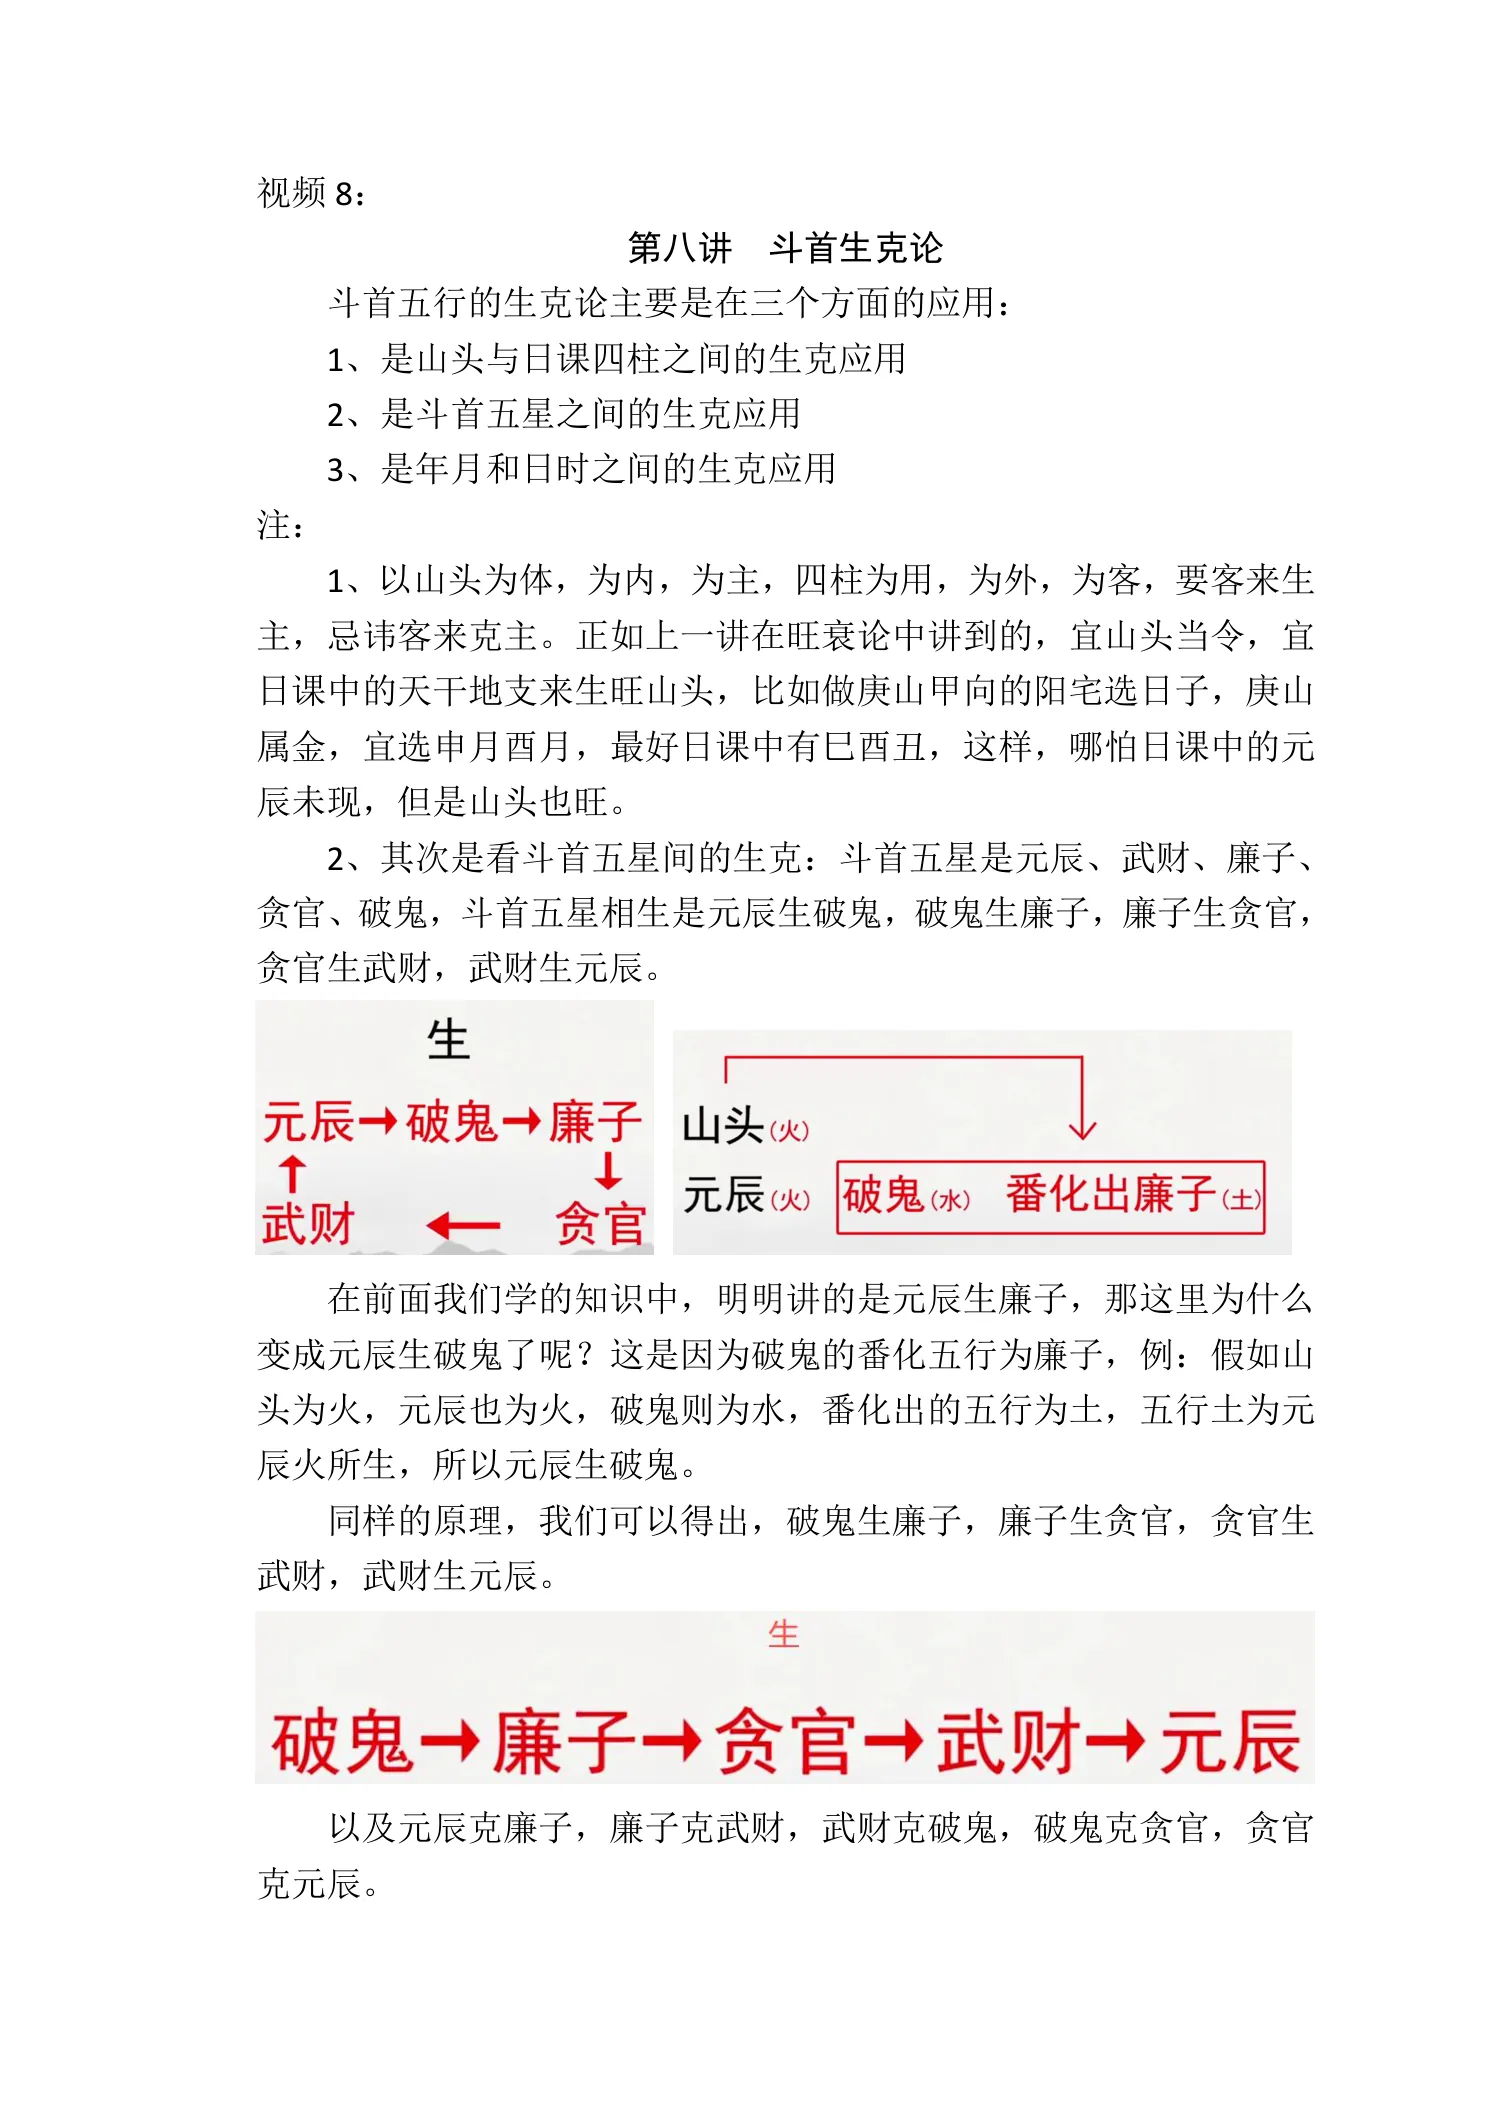 视频 8：
第八讲　斗首生克论
斗首五行的生克论主要是在三个方面的应用：
1、是山头与日课四柱之间的生克应用
2、是斗首五星之间的生克应用
3、是年月和日时之间的生克应用
注：
1、以山头为体，为内，为主，四柱为用，为外，为客，要客来生
主，忌讳客来克主。正如上一讲在旺衰论中讲到的，宜山头当令，宜
日课中的天干地支来生旺山头，比如做庚山甲向的阳宅选日子，庚山
属金，宜选申月酉月，最好日课中有巳酉丑，这样，哪怕日课中的元
辰未现，但是山头也旺。
2、其次是看斗首五星间的生克：斗首五星是元辰、武财、廉子、
贪官、破鬼，斗首五星相生是元辰生破鬼，破鬼生廉子，廉子生贪官，
贪官生武财，武财生元辰。
生
元辰→破鬼→廉子
↑ ↓
武财 ← 贪官
山头(火)
元辰(火) 破鬼(水) 番化出廉子(土)
在前面我们学的知识中，明明讲的是元辰生廉子，那这里为什么
变成元辰生破鬼了呢？这是因为破鬼的番化五行为廉子，例：假如山
头为火，元辰也为火，破鬼则为水，番化出的五行为土，五行土为元
辰火所生，所以元辰生破鬼。
同样的原理，我们可以得出，破鬼生廉子，廉子生贪官，贪官生
武财，武财生元辰。
生
破鬼→廉子→贪官→武财→元辰
以及元辰克廉子，廉子克武财，武财克破鬼，破鬼克贪官，贪官
克元辰。